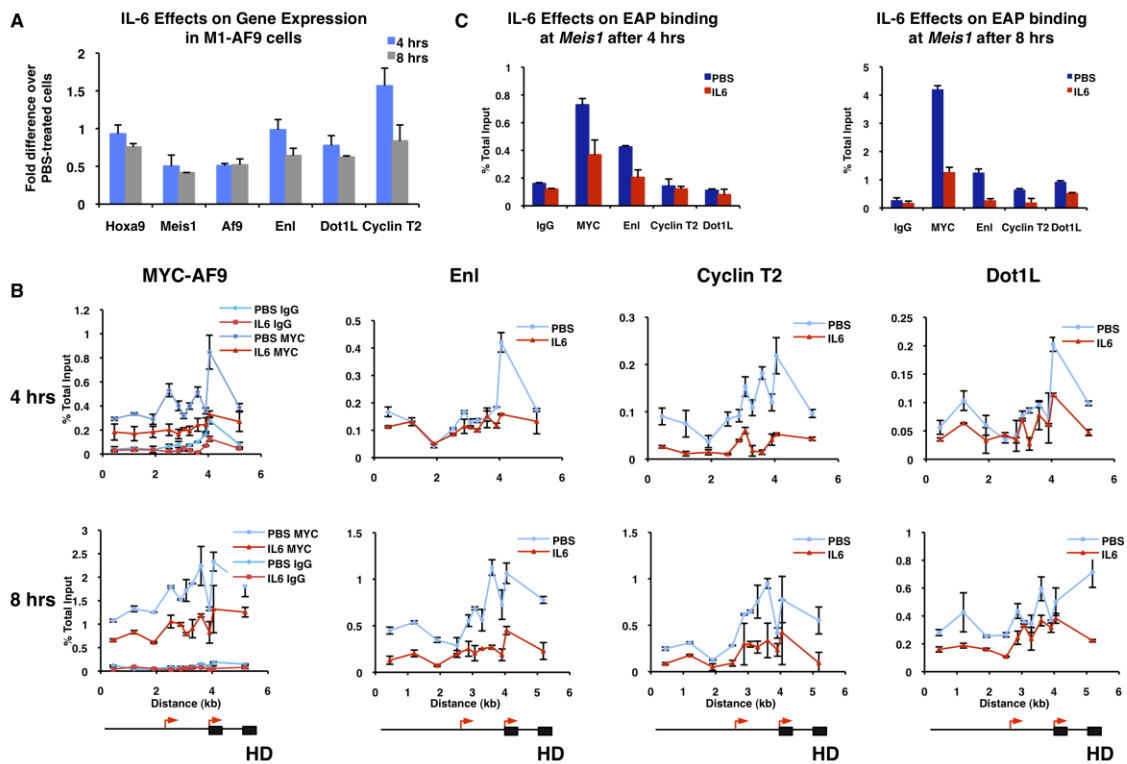 A
IL-6 Effects on Gene Expression
in M1-AF9 cells
4 hrs
8 hrs
Fold difference over
PBS-treated cells
2
1.5
1
0.5
0
Hoxa9 Meis1 Af9 Enl Dot1L Cyclin T2
C
IL-6 Effects on EAP binding
at Meis1 after 4 hrs
PBS
IL6
% Total Input
1
0.8
0.6
0.4
0.2
0
IgG MYC Enl Cyclin T2 Dot1L
IL-6 Effects on EAP binding
at Meis1 after 8 hrs
PBS
IL6
% Total Input
5
4
3
2
1
0
IgG MYC Enl Cyclin T2 Dot1L
B
MYC-AF9
Enl
Cyclin T2
Dot1L
4 hrs
% Total Input
1.2
1
0.8
0.6
0.4
0.2
0
PBS IgG
IL6 IgG
PBS MYC
IL6 MYC
0 2 4 6
0.5
0.4
0.3
0.2
0.1
0
PBS
IL6
0 2 4 6
0.3
0.2
0.1
0
PBS
IL6
0 2 4 6
0.25
0.2
0.15
0.1
0.05
0
PBS
IL6
0 2 4 6
8 hrs
% Total Input
3
2.5
2
1.5
1
0.5
0
PBS MYC
IL6 MYC
PBS IgG
IL6 IgG
0 2 4 6
Distance (kb)
HD
1.5
1
0.5
0
PBS
IL6
0 1 2 3 4 5 6
Distance (kb)
HD
1.5
1
0.5
0
PBS
IL6
0 1 2 3 4 5 6
Distance (kb)
HD
1
0.8
0.6
0.4
0.2
0
PBS
IL6
0 1 2 3 4 5 6
Distance (kb)
HD